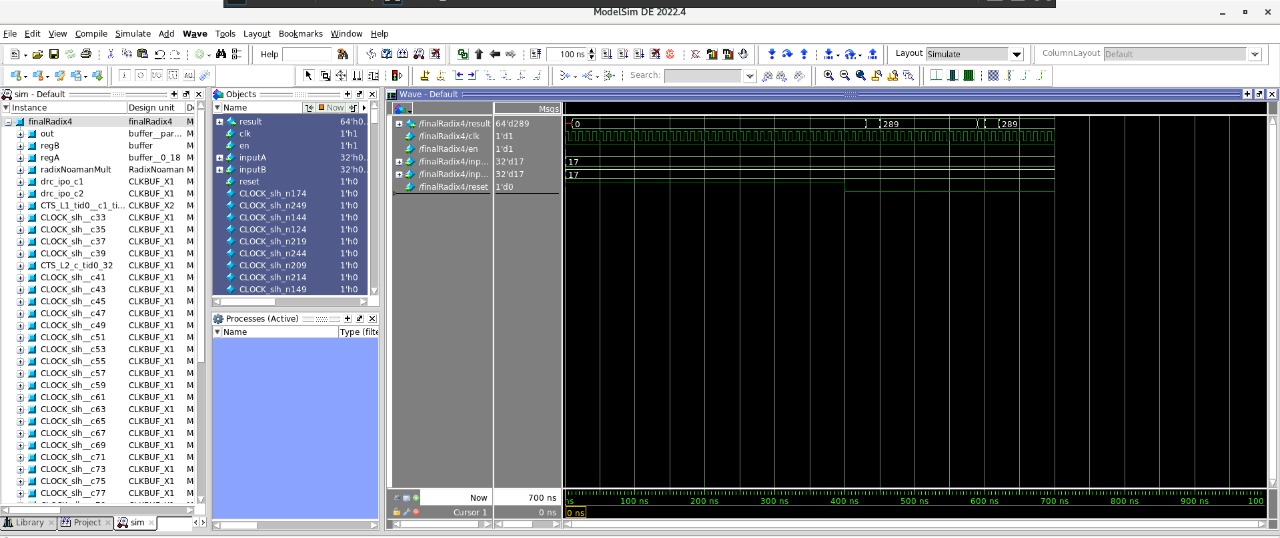 ModelSim DE 2022.4
File Edit View Compile Simulate Add Wave Tools Layout Bookmarks Window Help
Help
100 ns
Layout Simulate
ColumnLayout Default
Search:
sim - Default
Instance Design unit
finalRadix4 finalRadix4
out buffer__par... M
regB buffer M
regA buffer__0_18 M
radixNoamanMult RadixNoaman M
drc_ipo_c1 CLKBUF_X1 M
drc_ipo_c2 CLKBUF_X1 M
CTS_L1_tid0__c1_ti... CLKBUF_X2 M
CLOCK_slh__c33 CLKBUF_X1 M
CLOCK_slh__c35 CLKBUF_X1 M
CLOCK_slh__c37 CLKBUF_X1 M
CLOCK_slh__c39 CLKBUF_X1 M
CTS_L2_c_tid0_32 CLKBUF_X1 M
CLOCK_slh__c41 CLKBUF_X1 M
CLOCK_slh__c43 CLKBUF_X1 M
CLOCK_slh__c45 CLKBUF_X1 M
CLOCK_slh__c47 CLKBUF_X1 M
CLOCK_slh__c49 CLKBUF_X1 M
CLOCK_slh__c51 CLKBUF_X1 M
CLOCK_slh__c53 CLKBUF_X1 M
CLOCK_slh__c55 CLKBUF_X1 M
CLOCK_slh__c57 CLKBUF_X1 M
CLOCK_slh__c59 CLKBUF_X1 M
CLOCK_slh__c61 CLKBUF_X1 M
CLOCK_slh__c63 CLKBUF_X1 M
CLOCK_slh__c65 CLKBUF_X1 M
CLOCK_slh__c67 CLKBUF_X1 M
CLOCK_slh__c69 CLKBUF_X1 M
CLOCK_slh__c71 CLKBUF_X1 M
CLOCK_slh__c73 CLKBUF_X1 M
CLOCK_slh__c75 CLKBUF_X1 M
CLOCK_slh__c77 CLKBUF_X1 M
Library Project sim
Objects
Name Now
result 64'h0...
clk 1'h1
en 1'h1
inputA 32'h0...
inputB 32'h0...
reset 1'h0
CLOCK_slh_n174 1'h0
CLOCK_slh_n249 1'h0
CLOCK_slh_n144 1'h0
CLOCK_slh_n124 1'h0
CLOCK_slh_n219 1'h0
CLOCK_slh_n244 1'h0
CLOCK_slh_n209 1'h0
CLOCK_slh_n214 1'h0
CLOCK_slh_n149 1'h0
Processes (Active)
Name Type (filte
Wave - Default
Msgs
/finalRadix4/result 64'd289 0 289 289
/finalRadix4/clk 1'd1
/finalRadix4/en 1'd1
/finalRadix4/inp... 32'd17 17
/finalRadix4/inp... 32'd17 17
/finalRadix4/reset 1'd0
Now 700 ns
ns 100 ns 200 ns 300 ns 400 ns 500 ns 600 ns 700 ns 800 ns 900 ns 100
Cursor 1 0 ns 0 ns